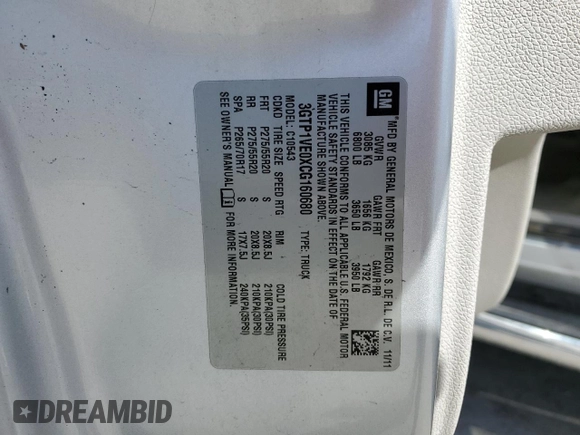 GM
MFD BY GENERAL MOTORS DE MEXICO, S. DE R.L. DE C.V. 11/11
GVWR GAWR FRT GAWR RR
3085 KG 1656 KG 1792 KG
6800 LB 3650 LB 3950 LB
THIS VEHICLE CONFORMS TO ALL APPLICABLE U.S. FEDERAL MOTOR
VEHICLE SAFETY STANDARDS IN EFFECT ON THE DATE OF
MANUFACTURE SHOWN ABOVE.
3GTP1VE0XCG160680 TYPE: TRUCK
MODEL: C10543
CDKD TIRE SIZE SPEED RTG RIM COLD TIRE PRESSURE
FRT P275/55R20 S 20X8.5J 210KPA(30PSI)
RR P275/55R20 S 20X8.5J 210KPA(30PSI)
SPA P265/70R17 S 17X7.5J 240KPA(35PSI)
SEE OWNER'S MANUAL FOR MORE INFORMATION.
DREAMBID